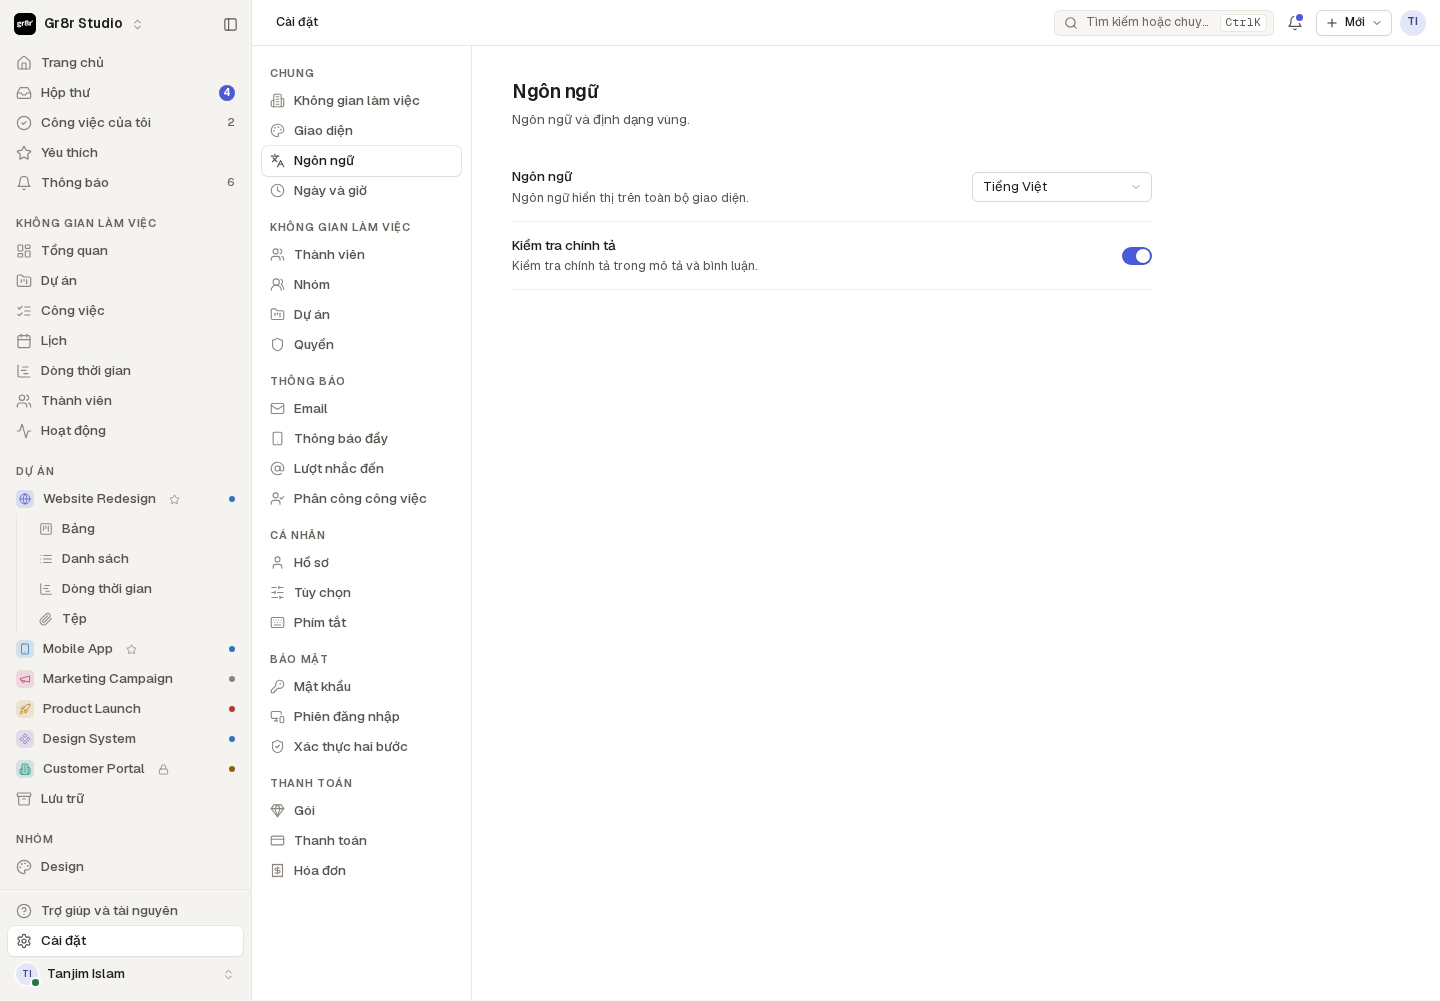 gr8r Gr8r Studio
Trang chủ
Hộp thư 4
Công việc của tôi 2
Yêu thích
Thông báo 6
KHÔNG GIAN LÀM VIỆC
Tổng quan
Dự án
Công việc
Lịch
Dòng thời gian
Thành viên
Hoạt động
DỰ ÁN
Website Redesign
Bảng
Danh sách
Dòng thời gian
Tệp
Mobile App
Marketing Campaign
Product Launch
Design System
Customer Portal
Lưu trữ
NHÓM
Design
Trợ giúp và tài nguyên
Cài đặt
TI Tanjim Islam
Cài đặt
Tìm kiếm hoặc chuy... CtrlK
Mới
TI
CHUNG
Không gian làm việc
Giao diện
Ngôn ngữ
Ngày và giờ
KHÔNG GIAN LÀM VIỆC
Thành viên
Nhóm
Dự án
Quyền
THÔNG BÁO
Email
Thông báo đẩy
Lượt nhắc đến
Phân công công việc
CÁ NHÂN
Hồ sơ
Tùy chọn
Phím tắt
BẢO MẬT
Mật khẩu
Phiên đăng nhập
Xác thực hai bước
THANH TOÁN
Gói
Thanh toán
Hóa đơn
Ngôn ngữ
Ngôn ngữ và định dạng vùng.
Ngôn ngữ
Ngôn ngữ hiển thị trên toàn bộ giao diện.
Tiếng Việt
Kiểm tra chính tả
Kiểm tra chính tả trong mô tả và bình luận.